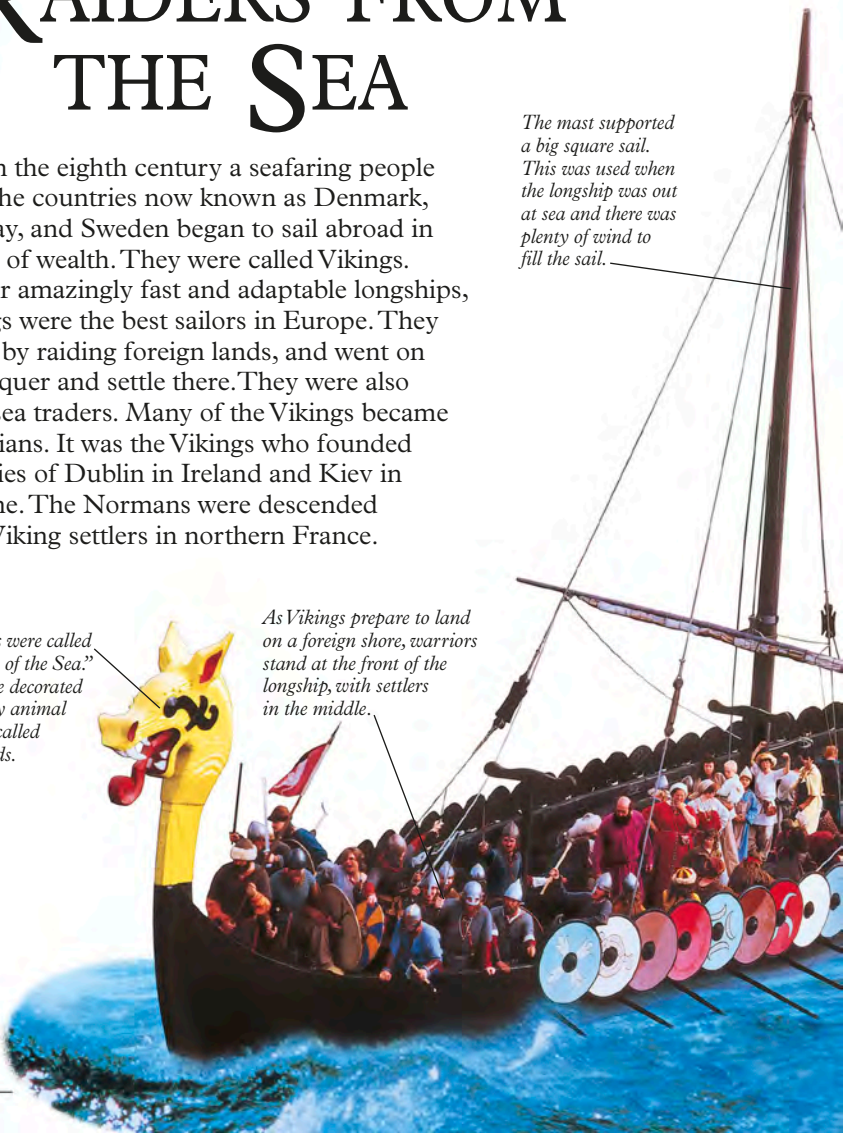 RAIDERS FROM
THE SEA
the eighth century a seafaring people
he countries now known as Denmark,
and Sweden began to sail abroad in
of wealth. They were called Vikings.
amazingly fast and adaptable longships,
were the best sailors in Europe. They
by raiding foreign lands, and went on
quer and settle there. They were also
sea traders. Many of the Vikings became
ians. It was the Vikings who founded
ies of Dublin in Ireland and Kiev in
ne. The Normans were descended
Viking settlers in northern France.
The mast supported
a big square sail.
This was used when
the longship was out
at sea and there was
plenty of wind to
fill the sail.
were called
of the Sea.”
decorated
animal
called
ds.
As Vikings prepare to land
on a foreign shore, warriors
stand at the front of the
longship, with settlers
in the middle.